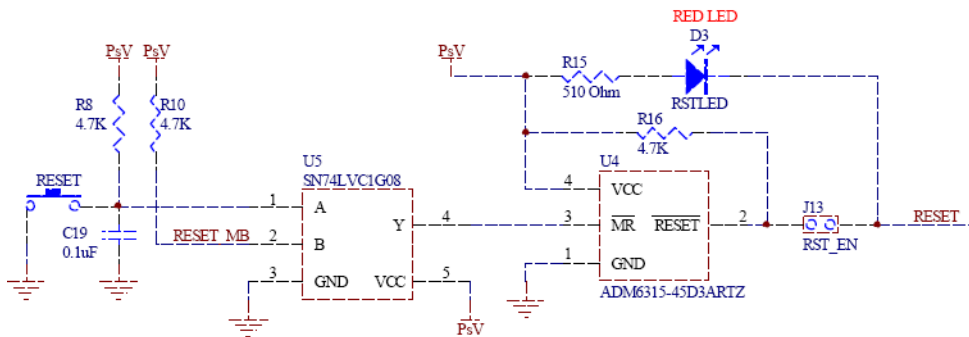 RED LED
D3
PsV PsV PsV
R15
510 Ohm
RSTLED
R8
4.7K
R10
4.7K
R16
4.7K
U5
SN74LVC1G08
U4
RESET
1 A
4 VCC
J13
C19
0.1uF
RESET_MB 2 B
Y 4
3 MR
RESET 2
RESET
RST_EN
3 GND
VCC 5
1 GND
ADM6315-45D3ARTZ
PsV